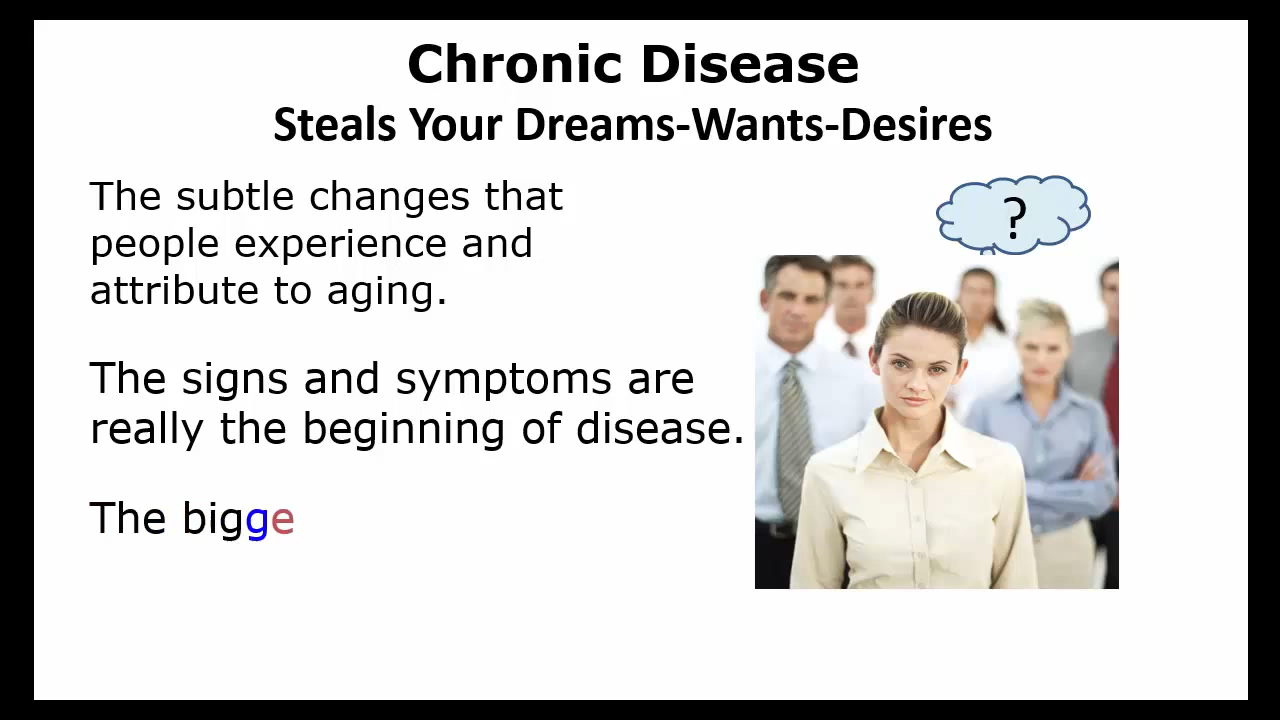 Chronic Disease
Steals Your Dreams-Wants-Desires
The subtle changes that
people experience and
attribute to aging.
?
The signs and symptoms are
really the beginning of disease.
The bigge